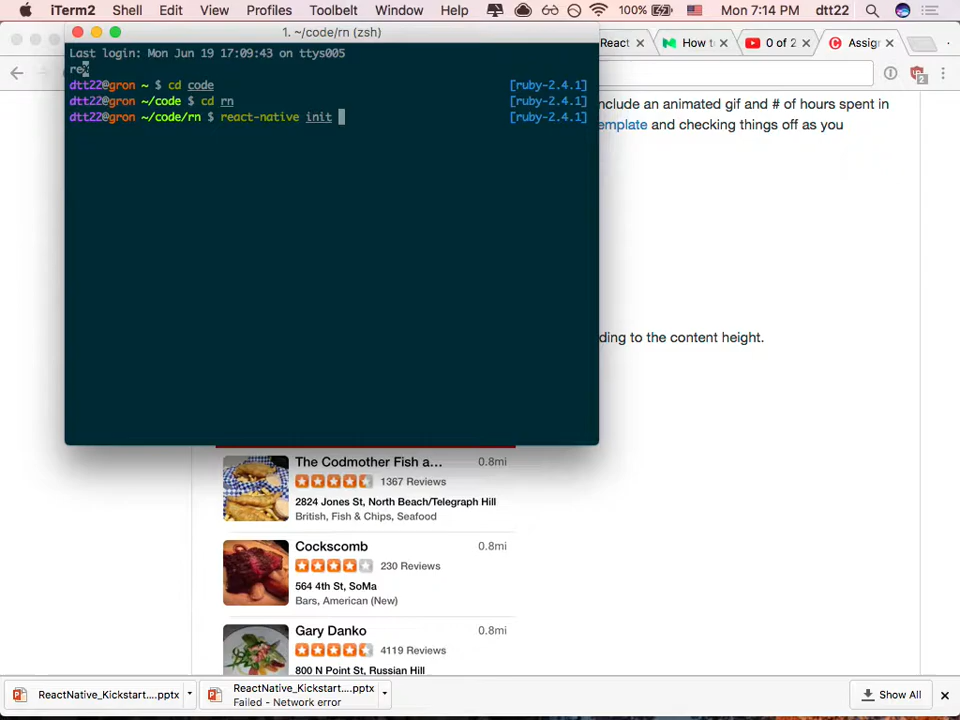 iTerm2 Shell Edit View Profiles Toolbelt Window Help 100% Mon 7:14 PM dtt22
1. ~/code/rn (zsh)
React
How to
0 of 2
Assign
Last login: Mon Jun 19 17:09:43 on ttys005
dtt22@gron ~ $ cd code [ruby-2.4.1]
dtt22@gron ~/code $ cd rn [ruby-2.4.1]
dtt22@gron ~/code/rn $ react-native init [ruby-2.4.1]
2
nclude an animated gif and # of hours spent in
emplate and checking things off as you
ding to the content height.
The Codmother Fish a... 0.8mi
1367 Reviews
2824 Jones St, North Beach/Telegraph Hill
British, Fish & Chips, Seafood
Cockscomb 0.8mi
230 Reviews
564 4th St, SoMa
Bars, American (New)
Gary Danko 0.8mi
4119 Reviews
800 N Point St, Russian Hill
ReactNative_Kickstart....pptx
ReactNative_Kickstart....pptx
Failed - Network error
Show All